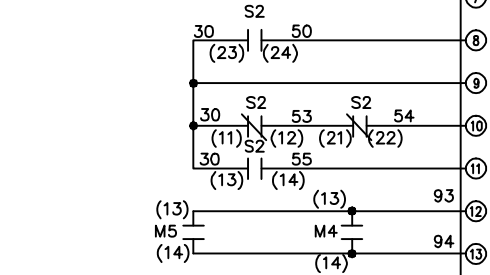 S2
30 50 8
(23) (24)
9
S2 S2
30 53 54 10
(11) (12) (21) (22)
S2
30 55 11
(13) (14)
93
(13) (13) 12
M5 M4
94
(14) (14) 13